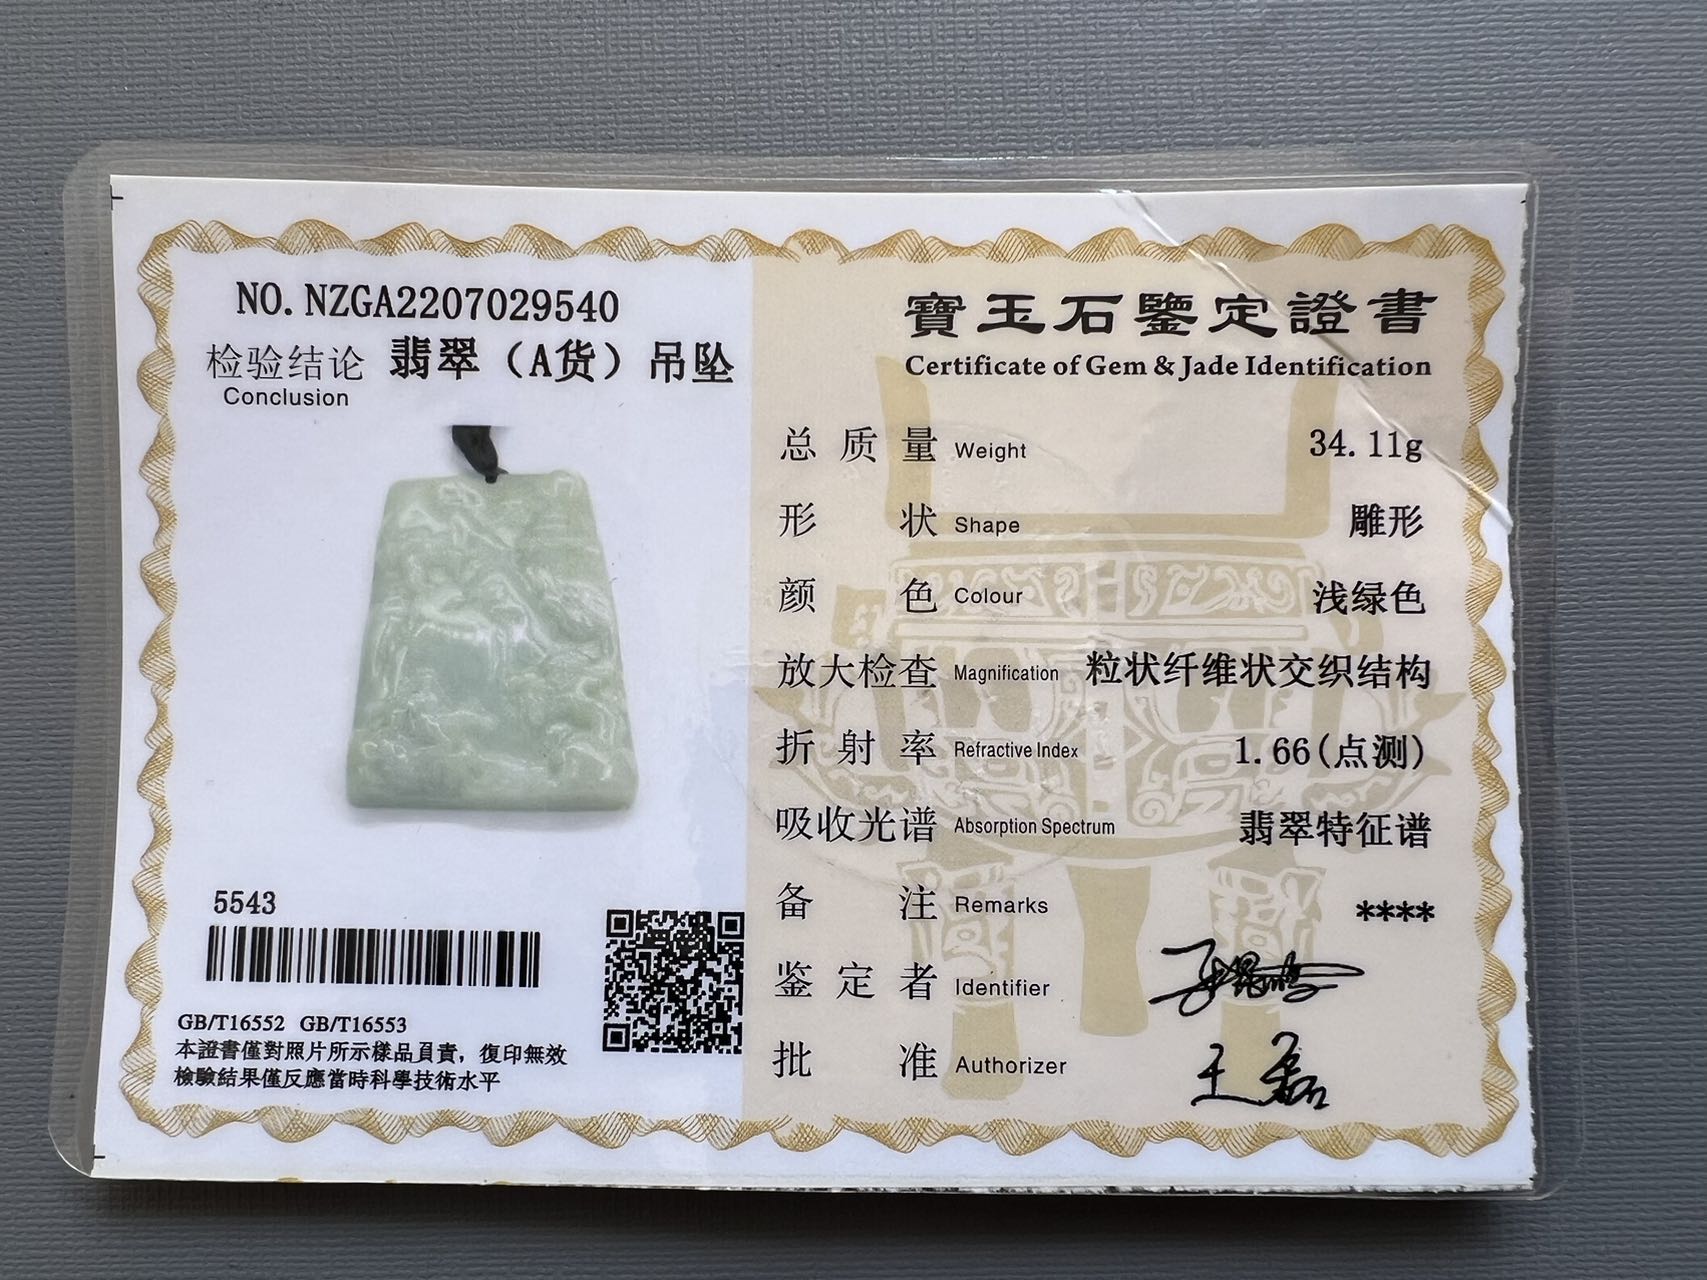 NO. NZGA2207029540
检验结论 翡翠（A货）吊坠
Conclusion
5543
GB/T16552 GB/T16553
本證書僅對照片所示樣品負責，復印無效
檢驗結果僅反應當時科學技術水平
寶玉石鑒定證書
Certificate of Gem & Jade Identification
总质量 Weight 34.11g
形状 Shape 雕形
颜色 Colour 浅绿色
放大检查 Magnification 粒状纤维状交织结构
折射率 Refractive Index 1.66(点测)
吸收光谱 Absorption Spectrum 翡翠特征谱
备注 Remarks ****
鉴定者 Identifier
批准 Authorizer 王磊